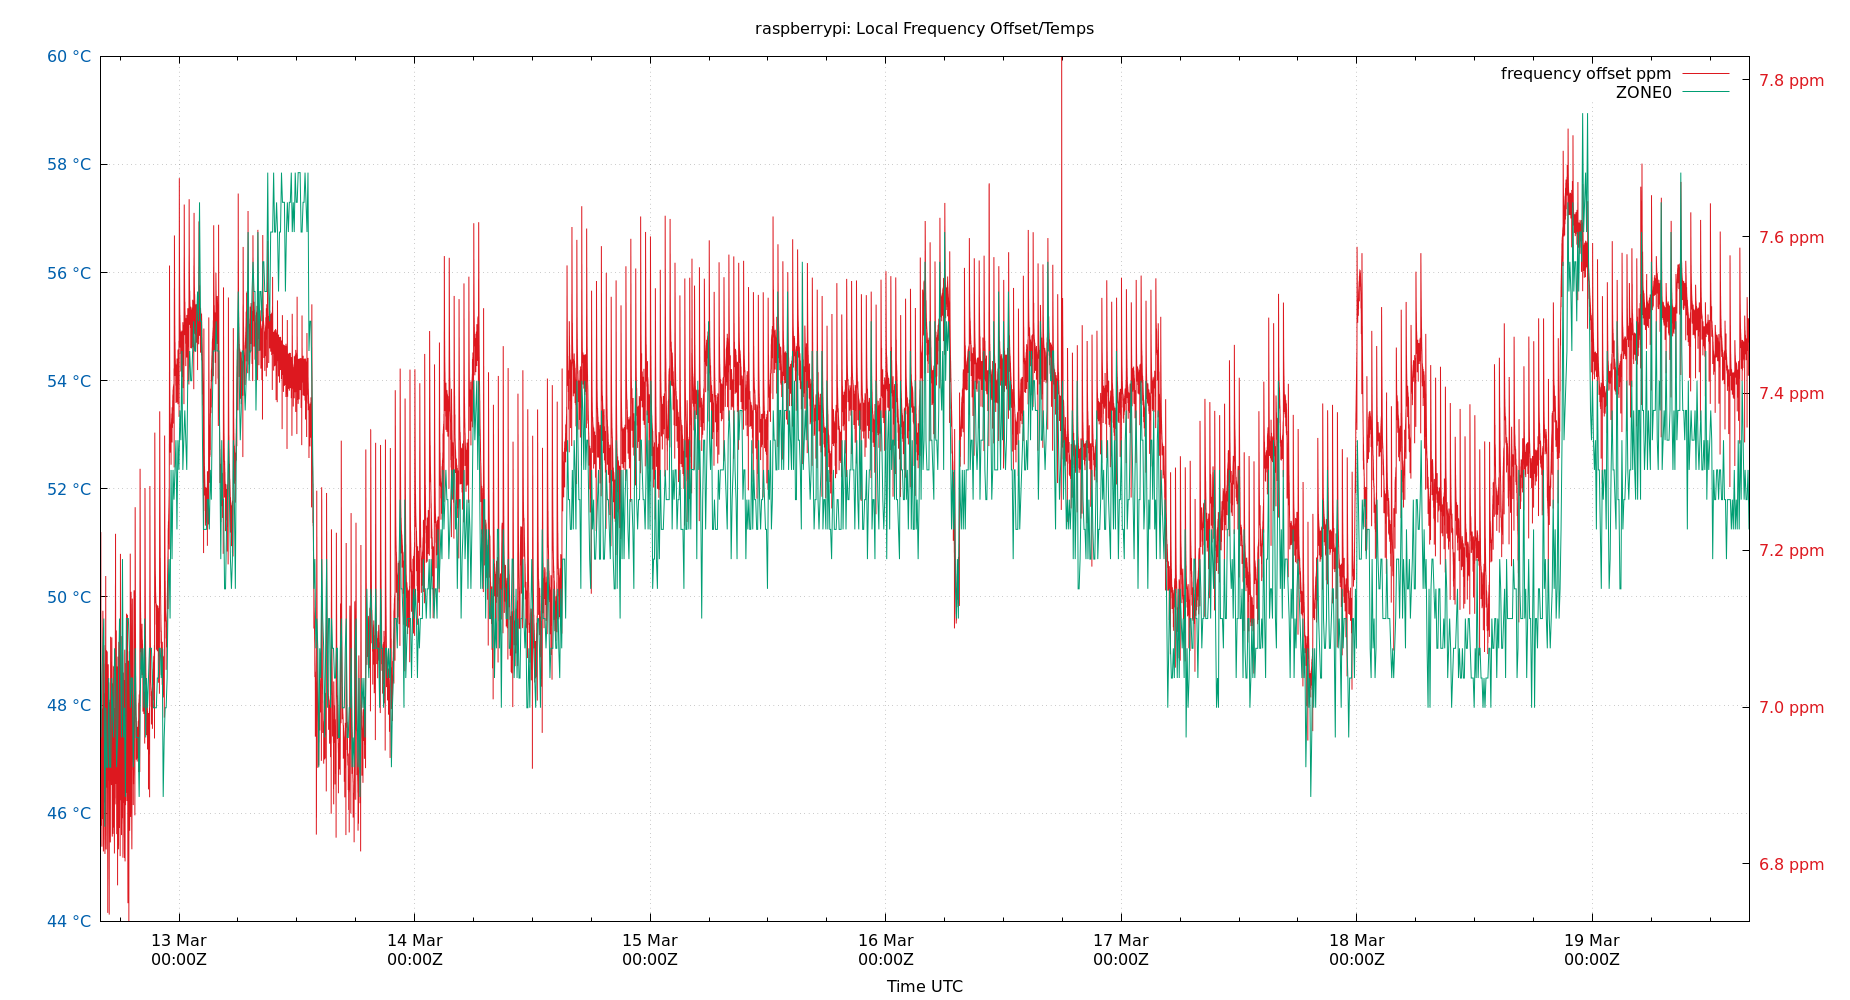 raspberrypi: Local Frequency Offset/Temps
frequency offset ppm
ZONE0
60 °C
58 °C
56 °C
54 °C
52 °C
50 °C
48 °C
46 °C
44 °C
7.8 ppm
7.6 ppm
7.4 ppm
7.2 ppm
7.0 ppm
6.8 ppm
13 Mar
00:00Z
14 Mar
00:00Z
15 Mar
00:00Z
16 Mar
00:00Z
17 Mar
00:00Z
18 Mar
00:00Z
19 Mar
00:00Z
Time UTC